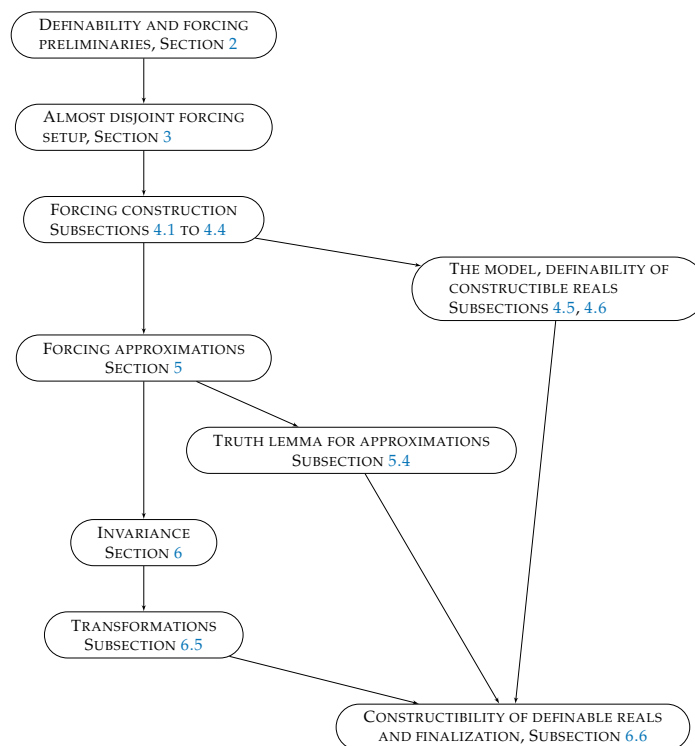 DEFINABILITY AND FORCING
PRELIMINARIES, SECTION 2
ALMOST DISJOINT FORCING
SETUP, SECTION 3
FORCING CONSTRUCTION
SUBSECTIONS 4.1 TO 4.4
THE MODEL, DEFINABILITY OF
CONSTRUCTIBLE REALS
SUBSECTIONS 4.5, 4.6
FORCING APPROXIMATIONS
SECTION 5
TRUTH LEMMA FOR APPROXIMATIONS
SUBSECTION 5.4
INVARIANCE
SECTION 6
TRANSFORMATIONS
SUBSECTION 6.5
CONSTRUCTIBILITY OF DEFINABLE REALS
AND FINALIZATION, SUBSECTION 6.6